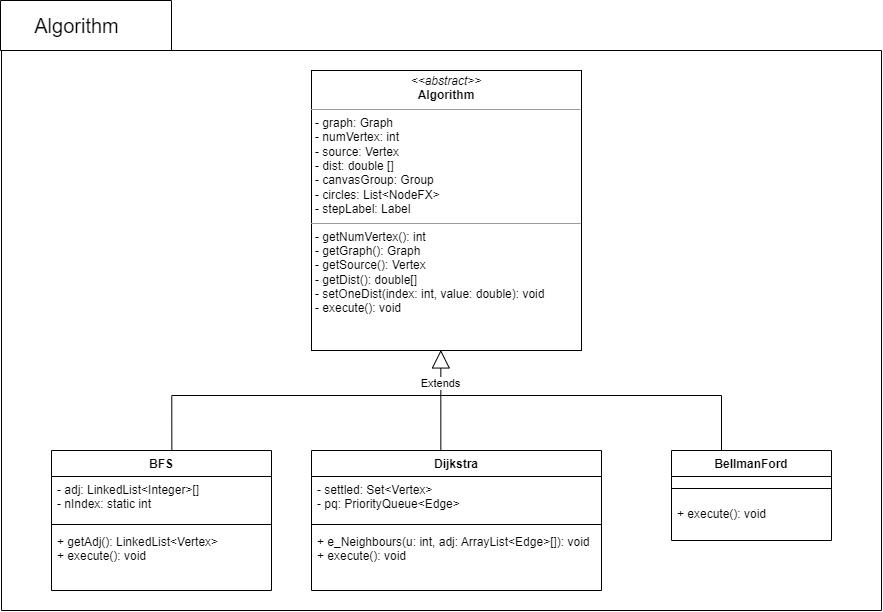 Algorithm
<<abstract>>
Algorithm
- graph: Graph
- numVertex: int
- source: Vertex
- dist: double []
- canvasGroup: Group
- circles: List<NodeFX>
- stepLabel: Label
- getNumVertex(): int
- getGraph(): Graph
- getSource(): Vertex
- getDist(): double[]
- setOneDist(index: int, value: double): void
- execute(): void
Extends
BFS
- adj: LinkedList<Integer>[]
- nIndex: static int
+ getAdj(): LinkedList<Vertex>
+ execute(): void
Dijkstra
- settled: Set<Vertex>
- pq: PriorityQueue<Edge>
+ e_Neighbours(u: int, adj: ArrayList<Edge>[]): void
+ execute(): void
BellmanFord
+ execute(): void